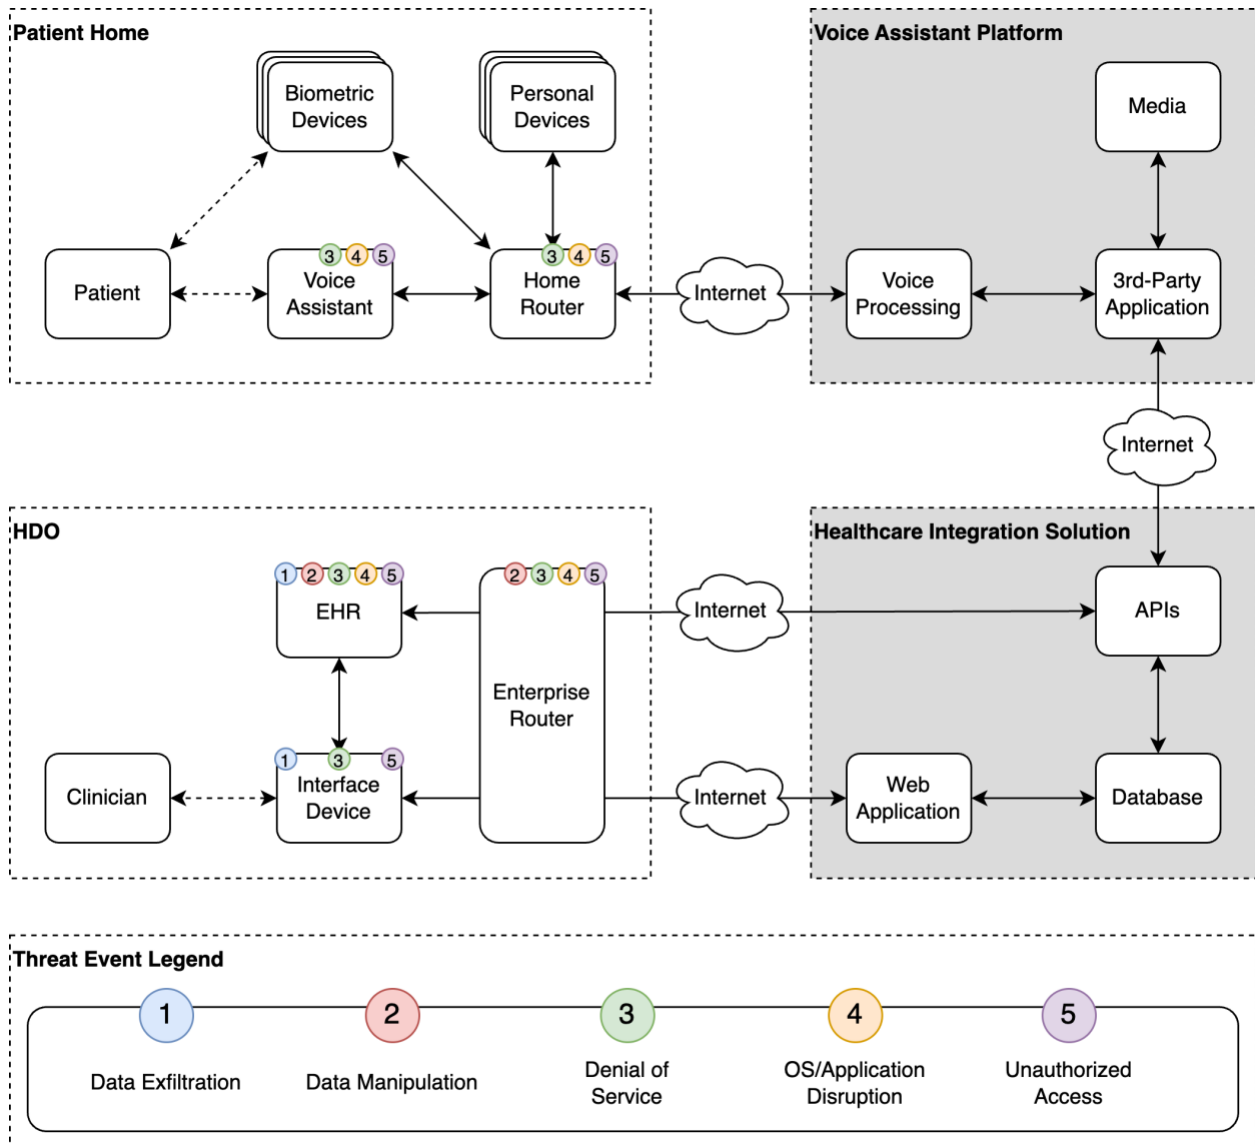 Patient Home
Voice Assistant Platform
Biometric
Devices
Personal
Devices
Media
3 4 5
3 4 5
Patient
Voice
Assistant
Home
Router
Internet
Voice
Processing
3rd-Party
Application
Internet
HDO
Healthcare Integration Solution
1 2 3 4 5
2 3 4 5
EHR
Internet
APIs
Enterprise
Router
1 3 5
Clinician
Interface
Device
Internet
Web
Application
Database
Threat Event Legend
1
2
3
4
5
Data Exfiltration
Data Manipulation
Denial of
Service
OS/Application
Disruption
Unauthorized
Access